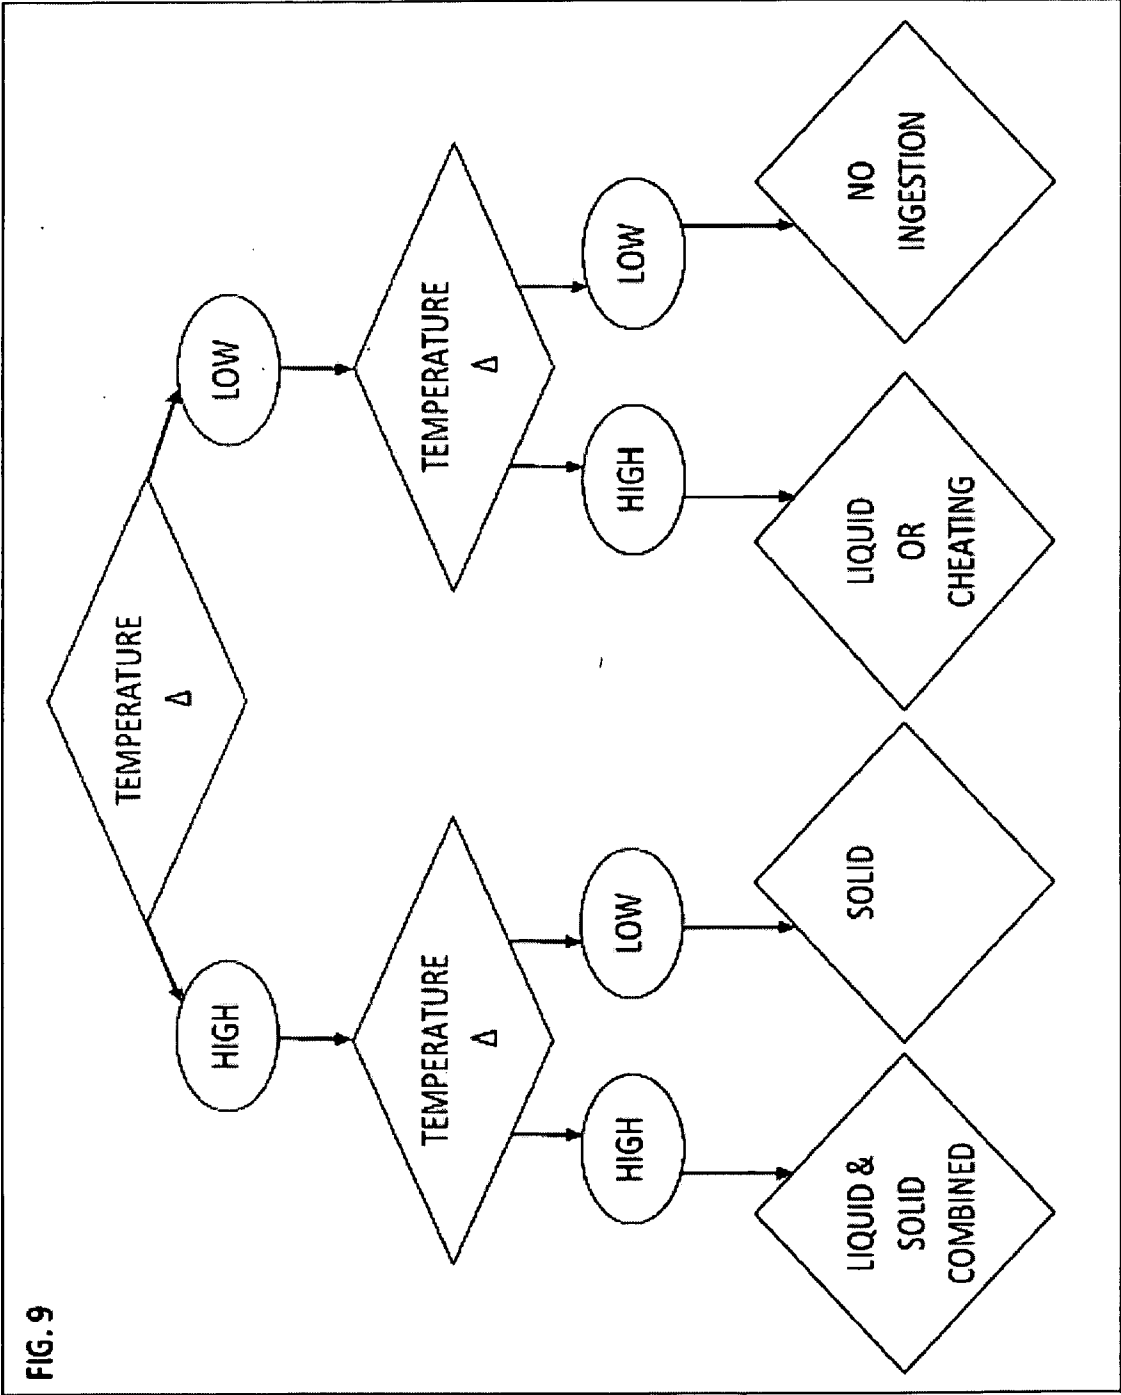 FIG. 9
TEMPERATURE
Δ
HIGH
LOW
TEMPERATURE
Δ
TEMPERATURE
Δ
HIGH
LOW
HIGH
LOW
LIQUID &
SOLID
COMBINED
SOLID
LIQUID
OR
CHEATING
NO
INGESTION